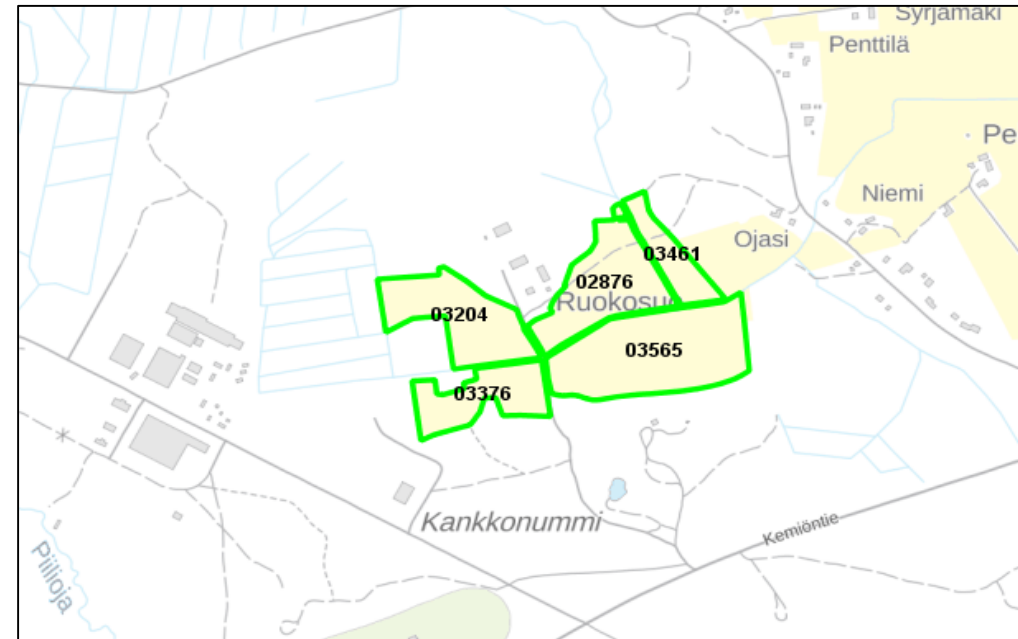 Syrjämäki
Penttilä
Pe
Niemi
Ojasi
03461
02876
Ruokosuo
03204
03565
03376
Kankkonummi
Kemiöntie
Piilioja